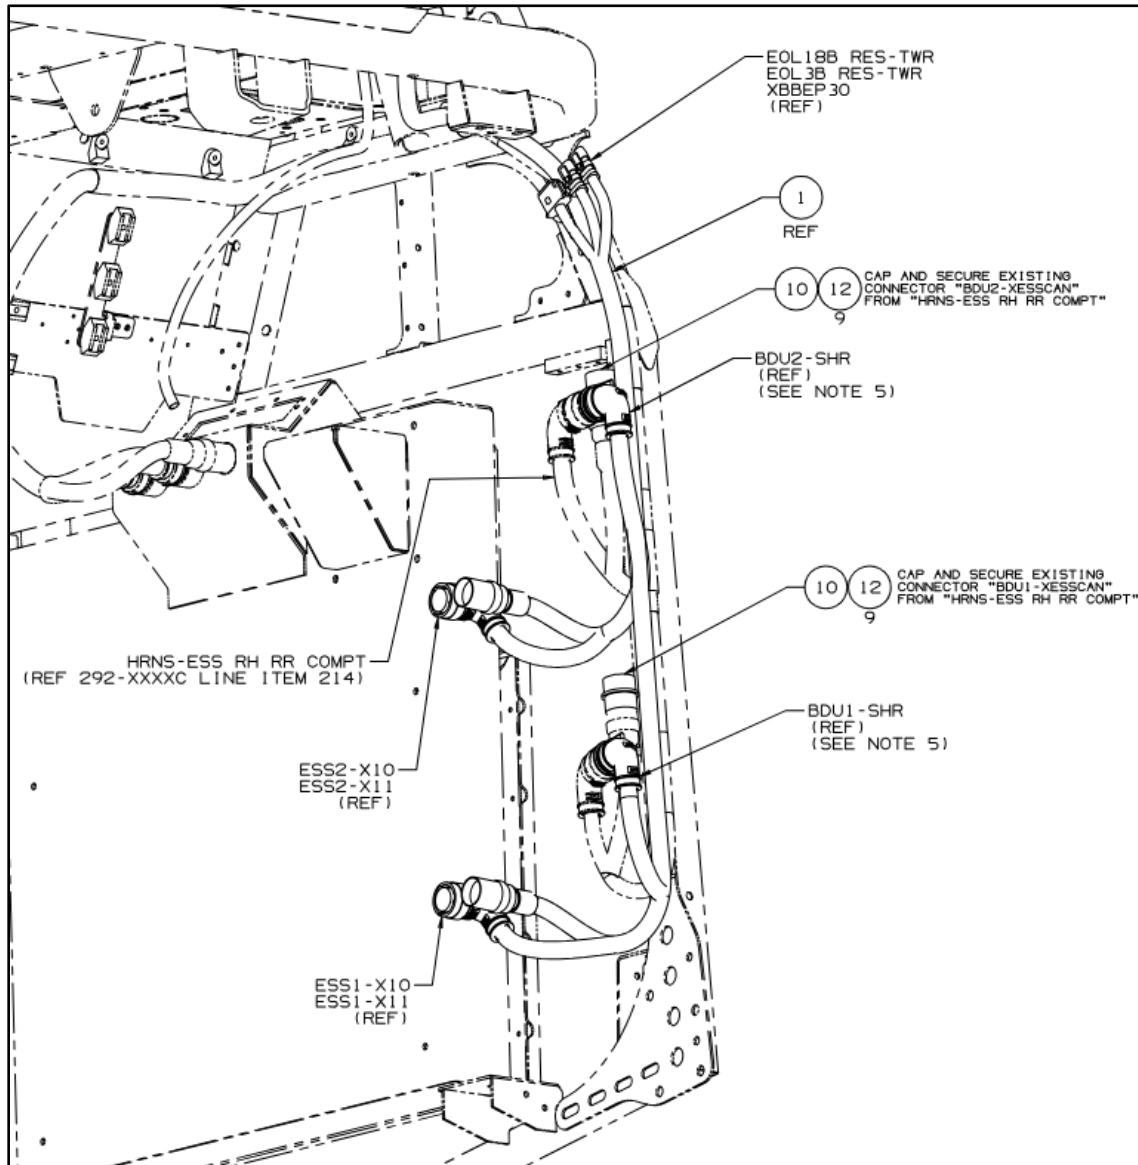 EOL18B RES-TWR
EOL3B RES-TWR
XBBEP30
(REF)
1
REF
10 12 CAP AND SECURE EXISTING
CONNECTOR "BDU2-XESSCAN"
FROM "HRNS-ESS RH RR COMPT"
9
BDU2-SHR
(REF)
(SEE NOTE 5)
10 12 CAP AND SECURE EXISTING
CONNECTOR "BDU1-XESSCAN"
FROM "HRNS-ESS RH RR COMPT"
9
HRNS-ESS RH RR COMPT
(REF 292-XXXXC LINE ITEM 214)
BDU1-SHR
(REF)
(SEE NOTE 5)
ESS2-X10
ESS2-X11
(REF)
ESS1-X10
ESS1-X11
(REF)